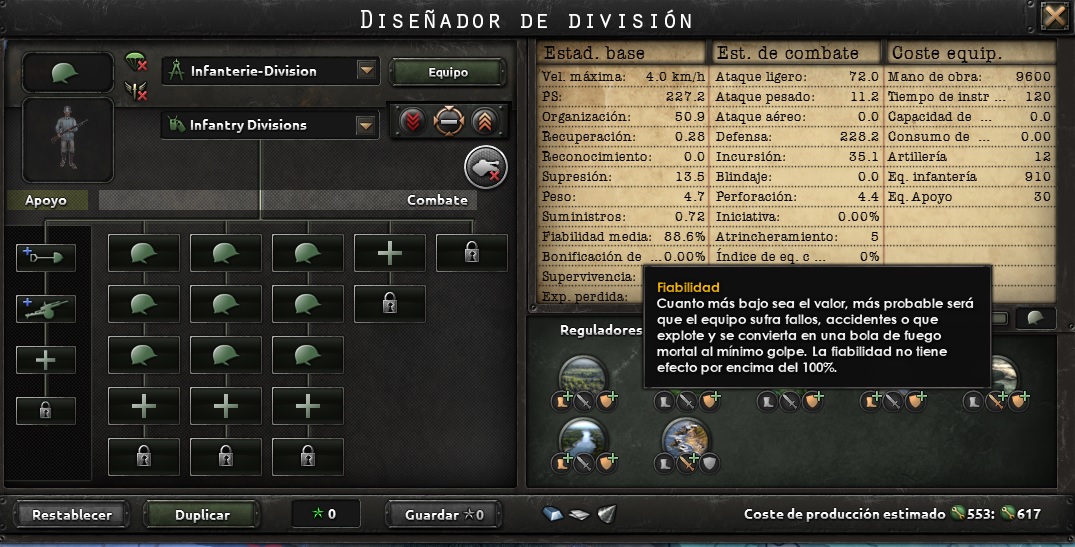 Diseñador de división
Infanterie-Division
Equipo
Infantry Divisions
Apoyo
Combate
Estad. base
Vel. máxima: 4.0 km/h
PS: 227.2
Organización: 50.9
Recuperación: 0.28
Reconocimiento: 0.0
Supresión: 13.5
Peso: 4.7
Suministros: 0.72
Fiabilidad media: 88.6%
Bonificación de ... 0.00%
Supervivencia:
Exp. perdida:
Est. de combate
Ataque ligero: 72.0
Ataque pesado: 11.2
Ataque aéreo: 0.0
Defensa: 228.2
Incursión: 35.1
Blindaje: 0.0
Perforación: 4.4
Iniciativa: 0.00%
Atrincheramiento: 5
Índice de eq. c ... 0%
Coste equip.
Mano de obra: 9600
Tiempo de instr ... 120
Capacidad de ... 0.0
Consumo de ... 0.00
Artillería 12
Eq. infantería 910
Eq. Apoyo 30
Fiabilidad
Cuanto más bajo sea el valor, más probable será
que el equipo sufra fallos, accidentes o que
explote y se convierta en una bola de fuego
mortal al mínimo golpe. La fiabilidad no tiene
efecto por encima del 100%.
Reguladores
Restablecer
Duplicar
0
Guardar 0
Coste de producción estimado 553: 617